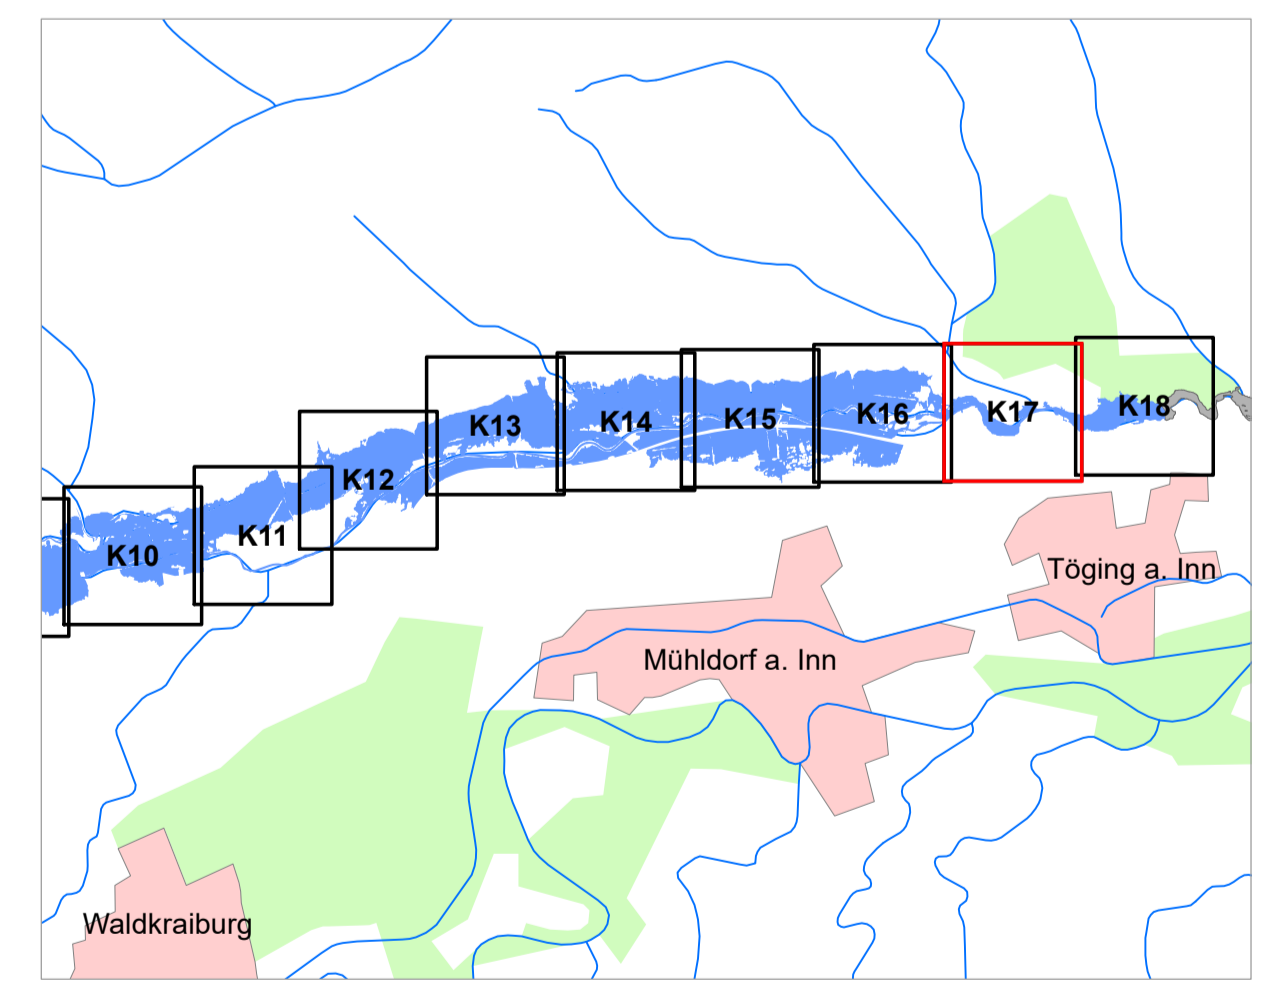 K10
K11
K12
K13
K14
K15
K16
K17
K18
Töging a. Inn
Mühldorf a. Inn
Waldkraiburg